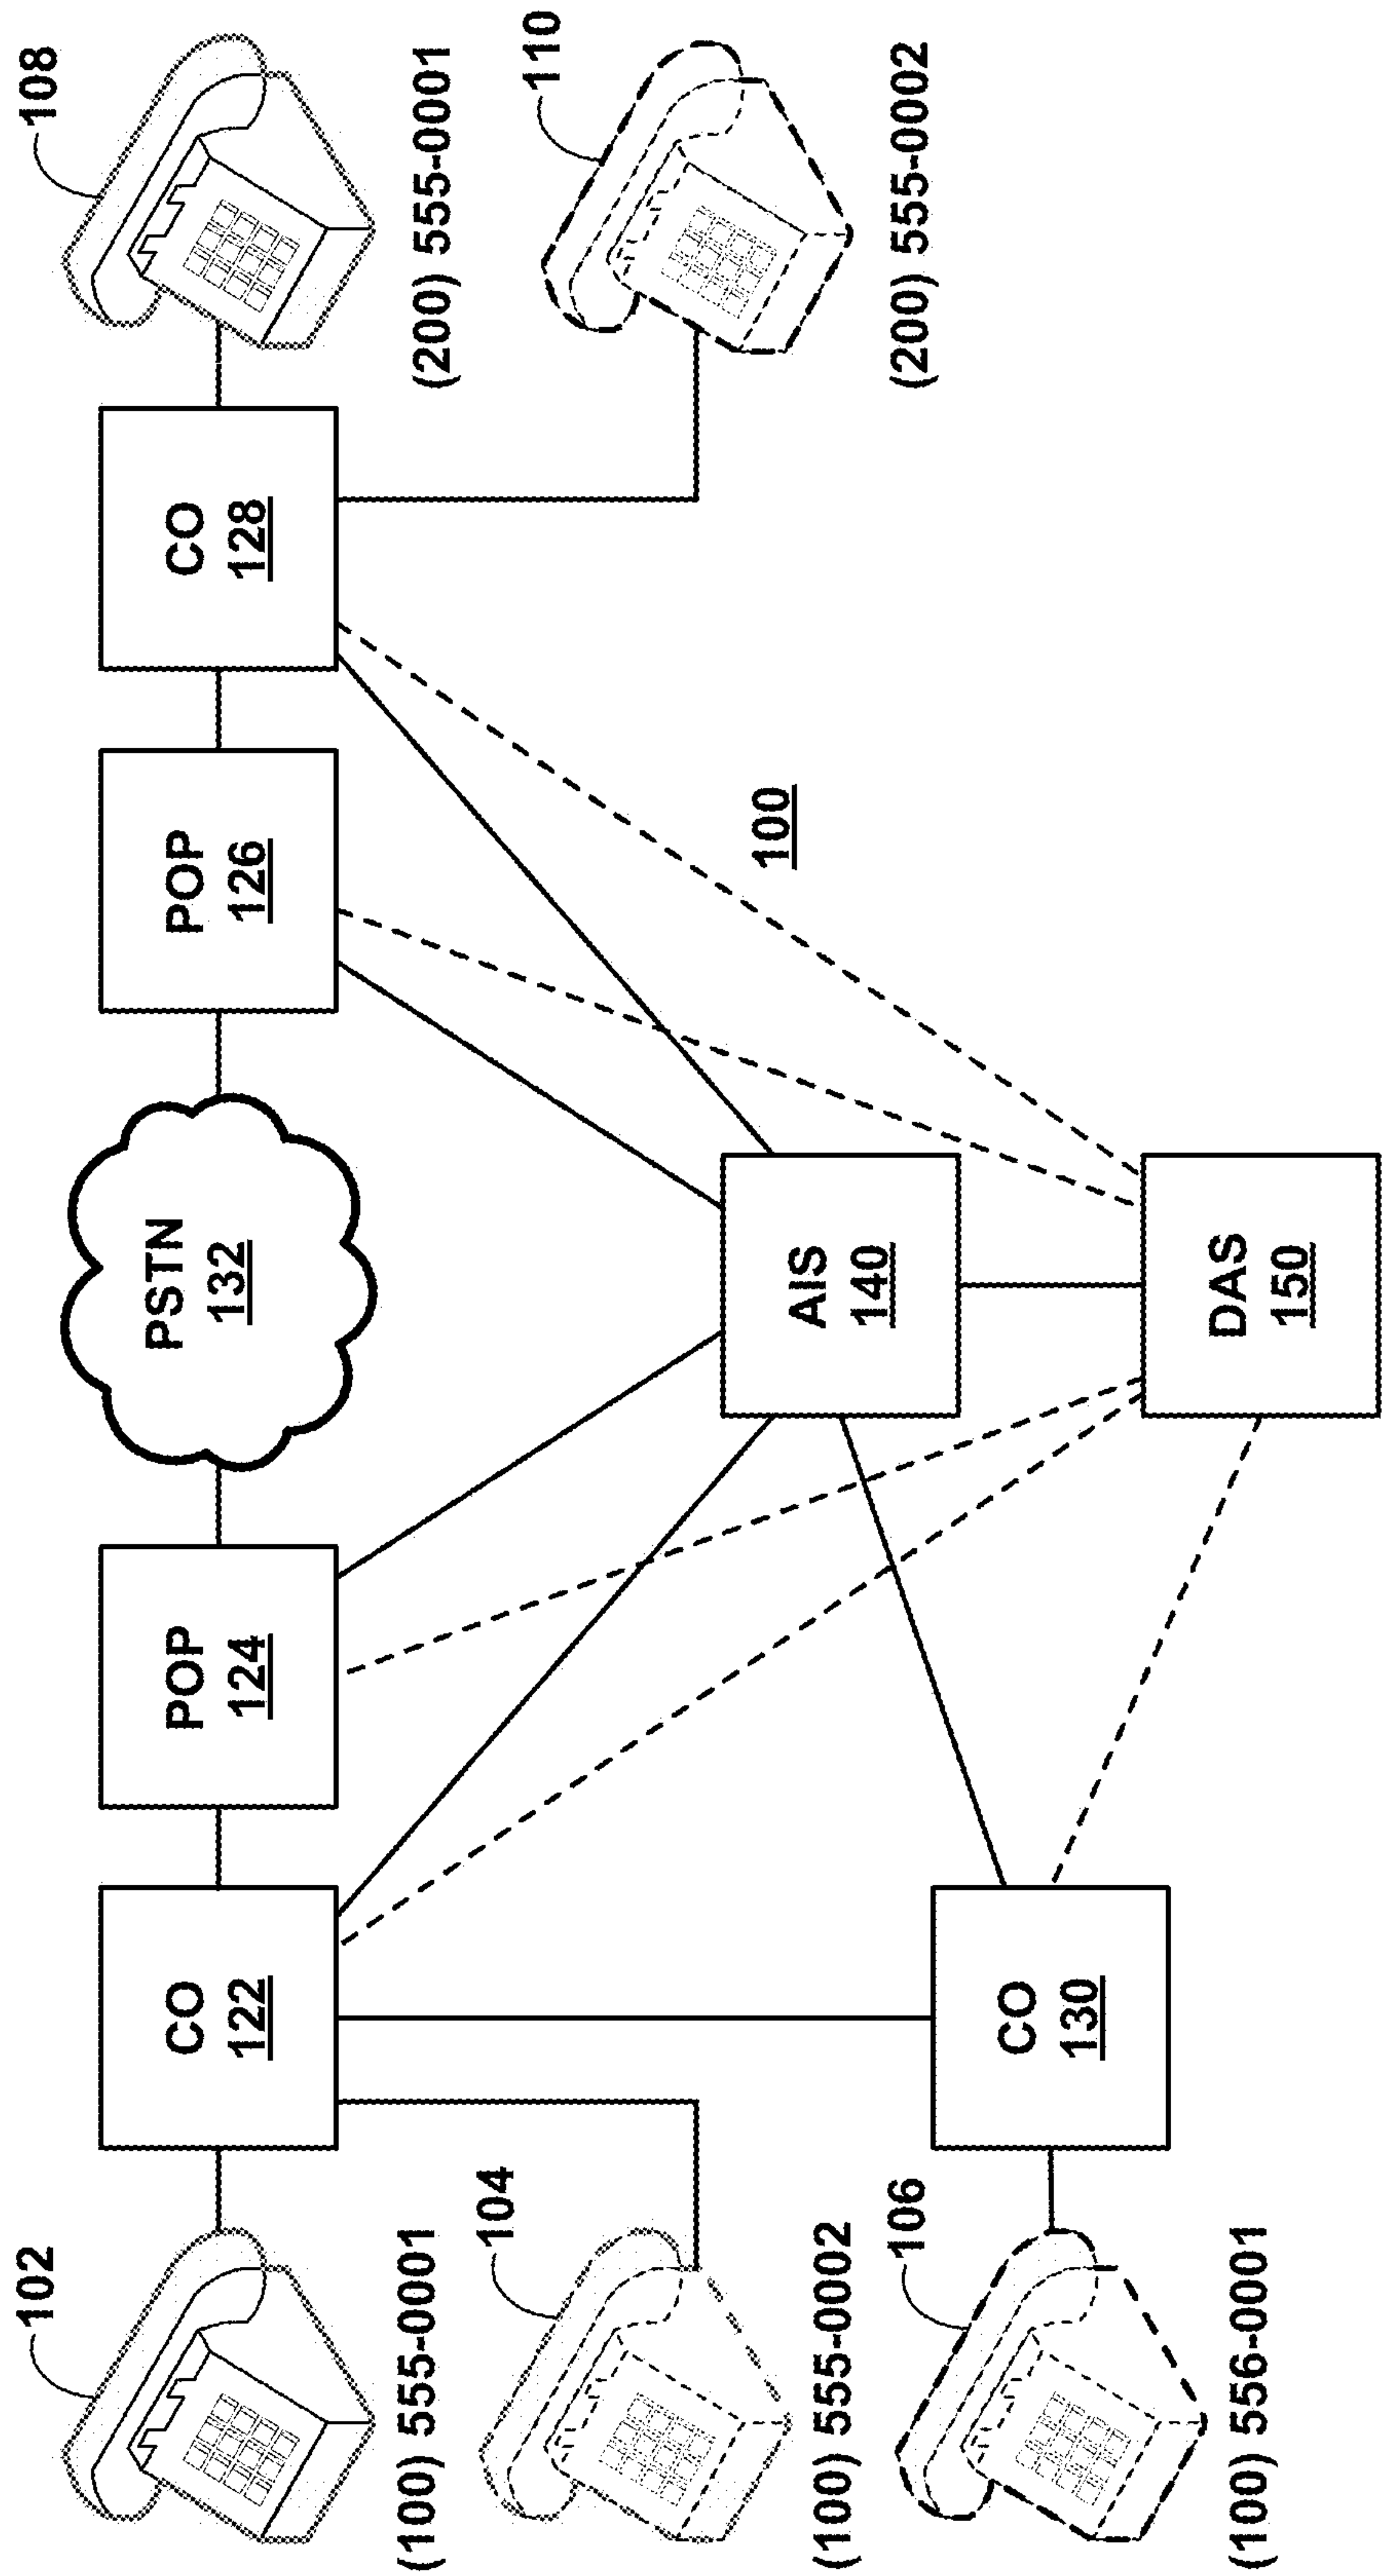 102
(100) 555-0001
104
(100) 555-0002
106
(100) 556-0001
CO
122
CO
130
POP
124
PSTN
132
AIS
140
DAS
150
POP
126
100
CO
128
108
(200) 555-0001
110
(200) 555-0002